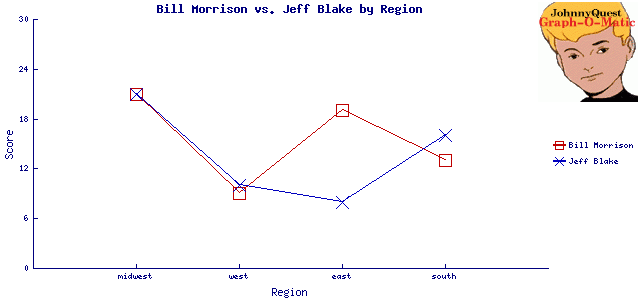 Bill Morrison vs. Jeff Blake by Region
JohnnyQuest
Graph-O-Matic
30
24
18
12
6
0
Score
midwest west east south
Region
Bill Morrison
Jeff Blake